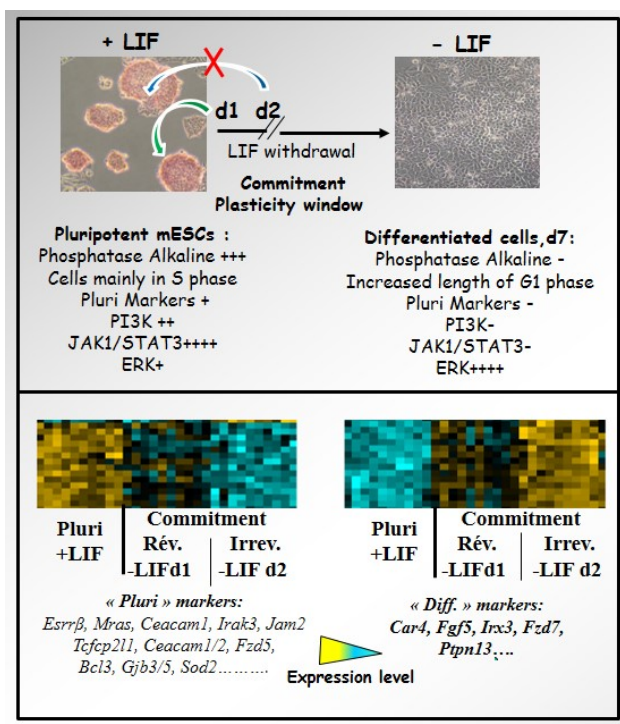 + LIF
- LIF
d1
d2
LIF withdrawal
Commitment
Plasticity window
Pluripotent mESCs :
Phosphatase Alkaline +++
Cells mainly in S phase
Pluri Markers +
PI3K ++
JAK1/STAT3++++
ERK+
Differentiated cells,d7:
Phosphatase Alkaline -
Increased length of G1 phase
Pluri Markers -
PI3K-
JAK1/STAT3-
ERK++++
Pluri
+LIF
Commitment
Rév.
-LIFd1
Irrev.
-LIF d2
« Pluri » markers:
Esrrβ, Mras, Ceacam1, Irak3, Jam2
Tcfcp2l1, Ceacam1/2, Fzd5,
Bcl3, Gjb3/5, Sod2……….
Pluri
+LIF
Commitment
Rév.
-LIFd1
Irrev.
-LIF d2
« Diff. » markers:
Car4, Fgf5, Irx3, Fzd7,
Ptpn13….
Expression level